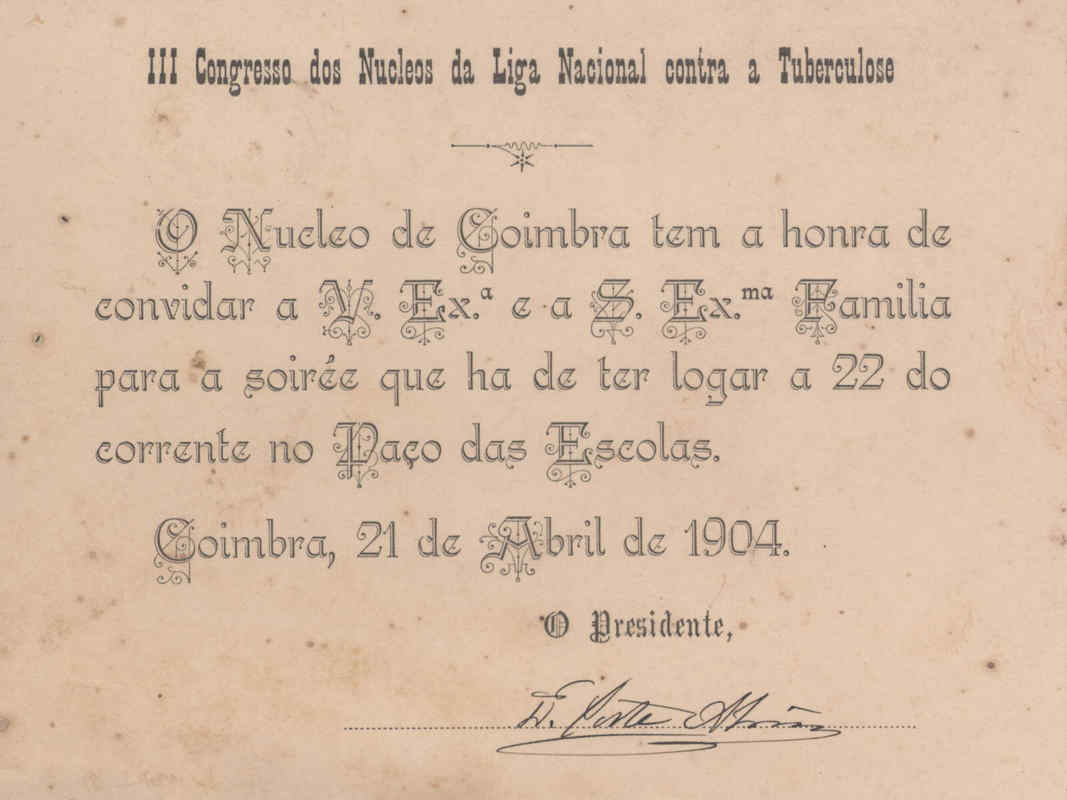 III Congresso dos Nucleos da Liga Nacional contra a Tuberculose
O Nucleo de Coimbra tem a honra de
convidar a V. Ex.ª e a S. Ex.ᵐᵃ Familia
para a soirée que ha de ter logar a 22 do
corrente no Paço das Escolas.
Coimbra, 21 de Abril de 1904.
O Presidente,